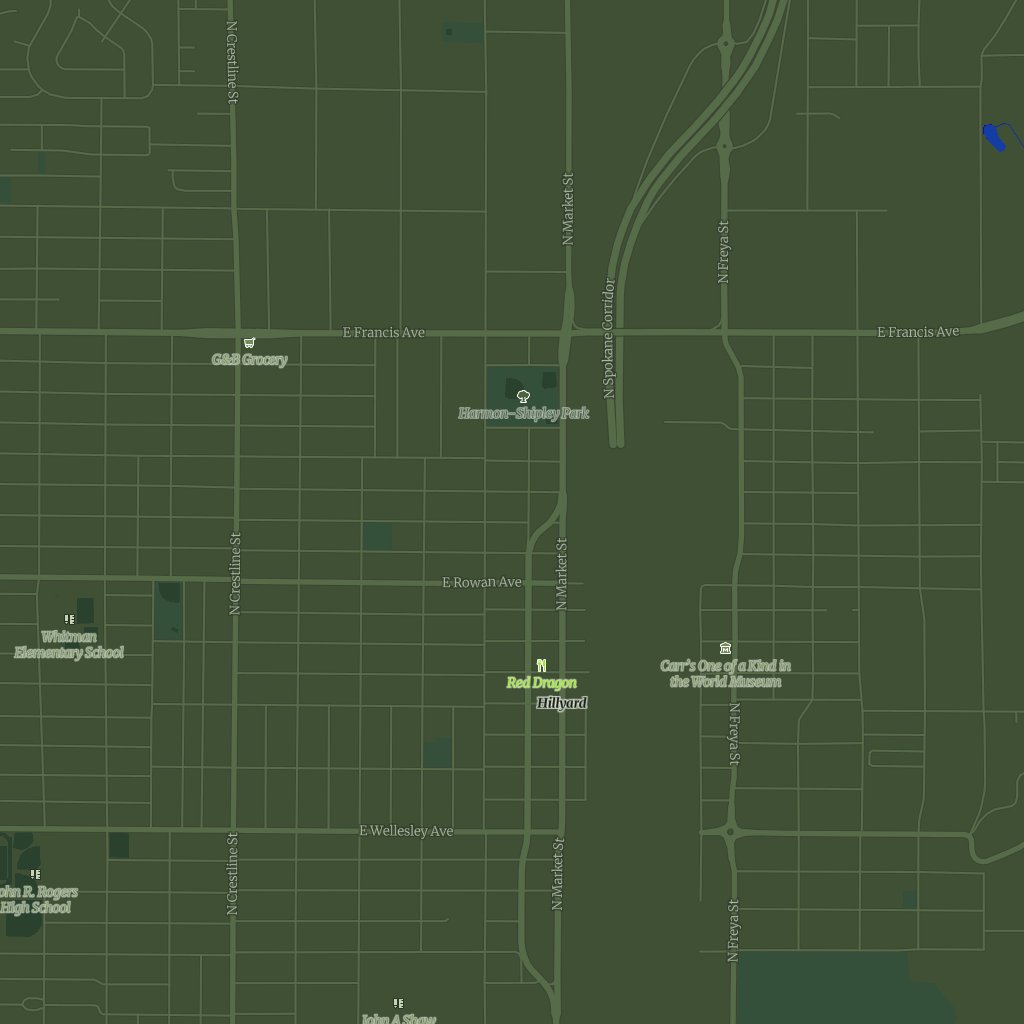 N Crestline St
N Market St
N Freya St
N Spokane Corridor
E Francis Ave
E Francis Ave
G&B Grocery
Harmon-Shipley Park
N Crestline St
N Market St
E Rowan Ave
Whitman
Elementary School
Red Dragon
Hillyard
Carr's One of a Kind in
the World Museum
N Freya St
E Wellesley Ave
N Crestline St
N Market St
ohn R. Rogers
High School
N Freya St
John A Shaw